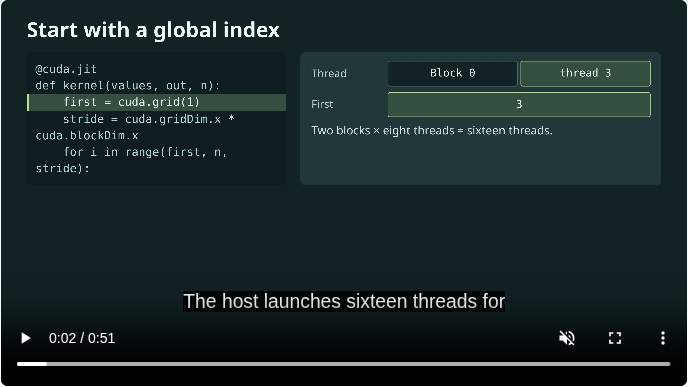 Start with a global index
@cuda.jit
def kernel(values, out, n):
    first = cuda.grid(1)
    stride = cuda.gridDim.x *
cuda.blockDim.x
    for i in range(first, n,
stride):
Thread Block 0 thread 3
First 3
Two blocks × eight threads = sixteen threads.
The host launches sixteen threads for
0:02 / 0:51